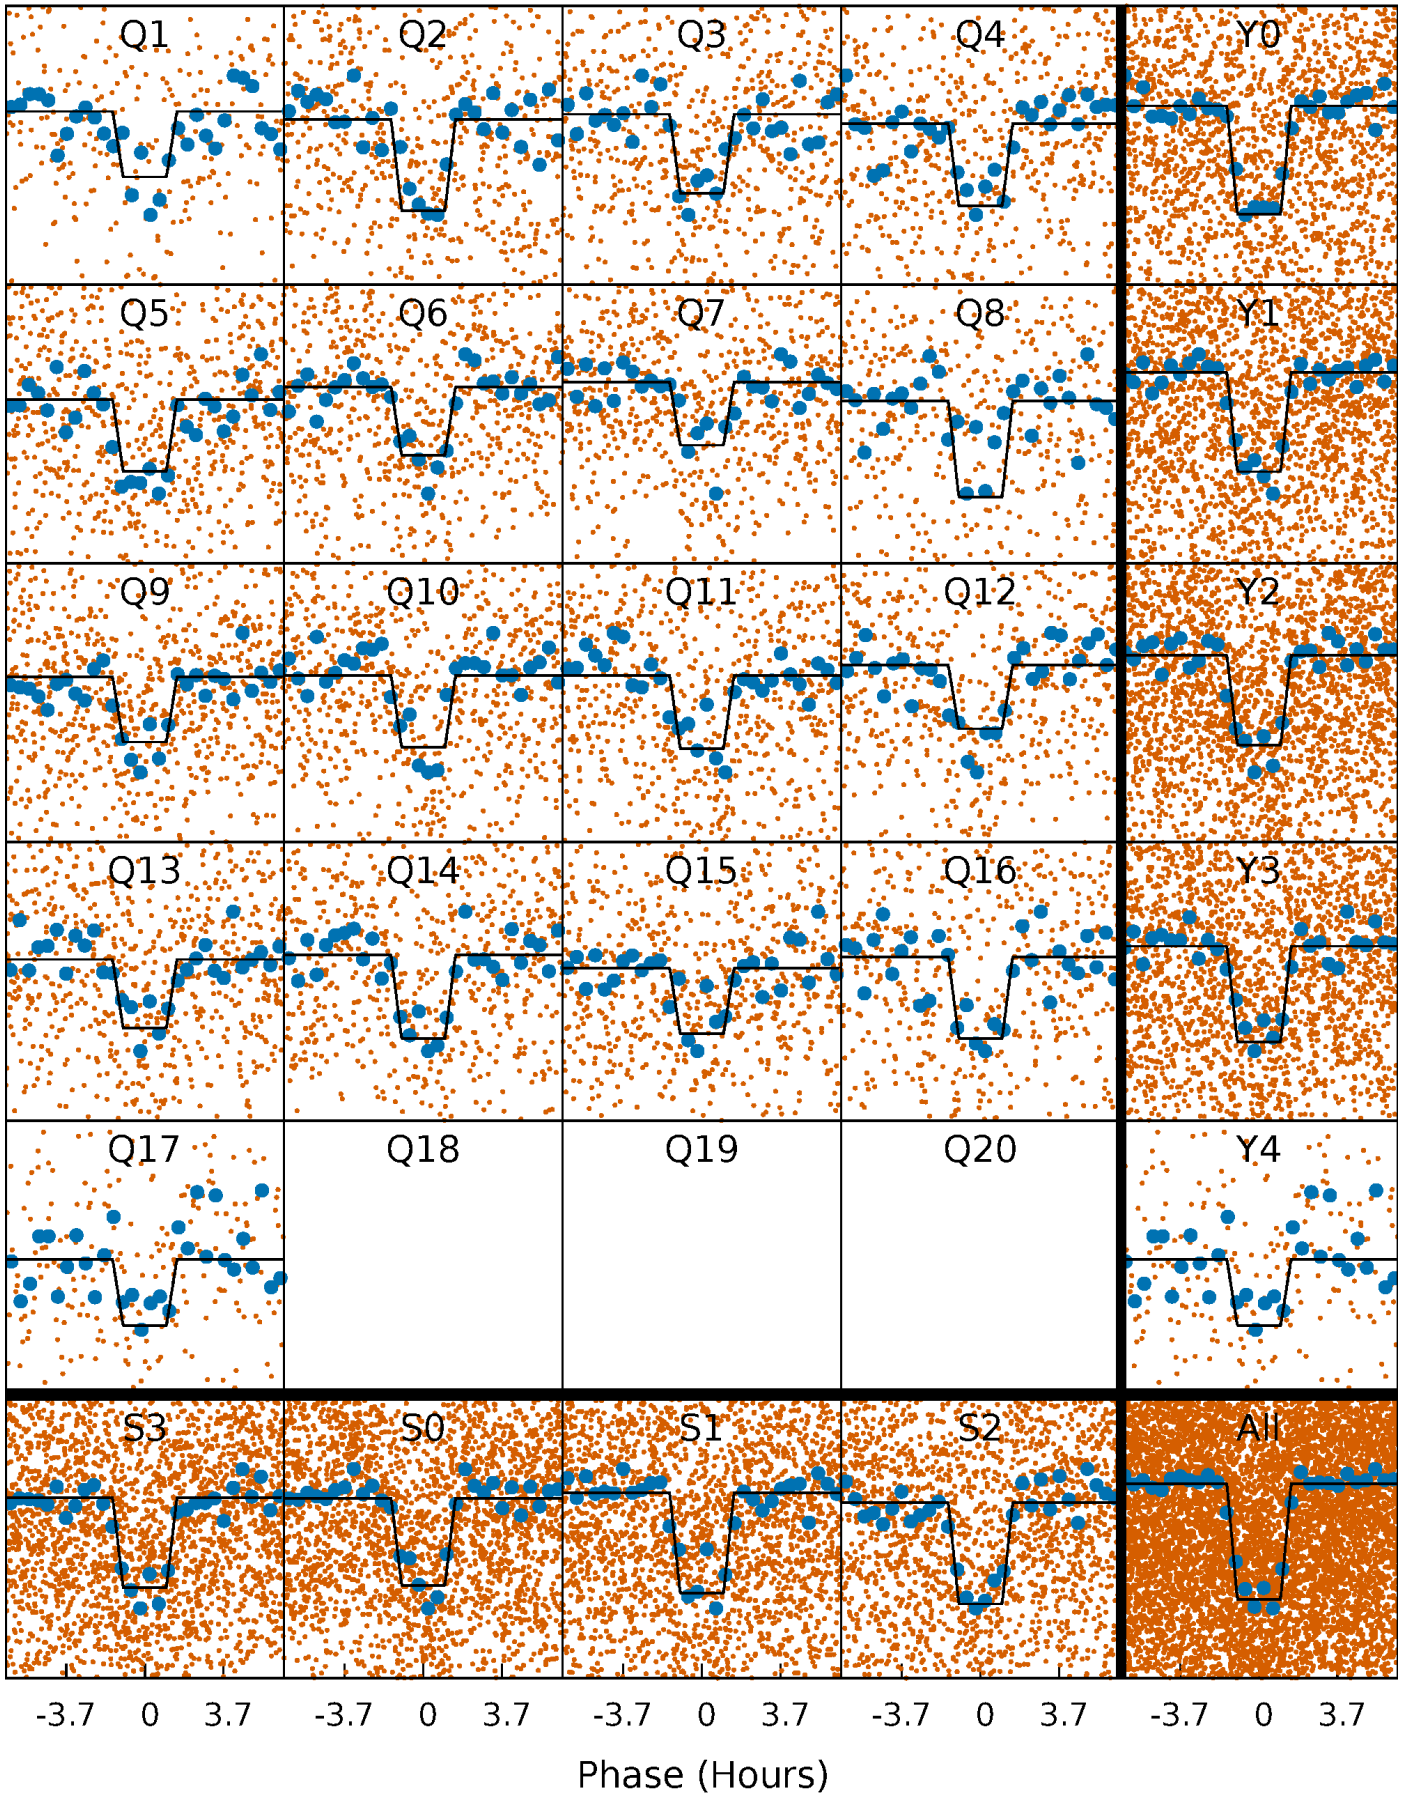 Q1 Q2 Q3 Q4 Y0
Q5 Q6 Q7 Q8 Y1
Q9 Q10 Q11 Q12 Y2
Q13 Q14 Q15 Q16 Y3
Q17 Q18 Q19 Q20 Y4
S3 S0 S1 S2 All
-3.7 0 3.7 -3.7 0 3.7 -3.7 0 3.7 -3.7 0 3.7 -3.7 0 3.7
Phase (Hours)